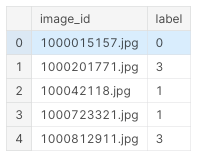 image_id label
0 1000015157.jpg 0
1 1000201771.jpg 3
2 100042118.jpg 1
3 1000723321.jpg 1
4 1000812911.jpg 3